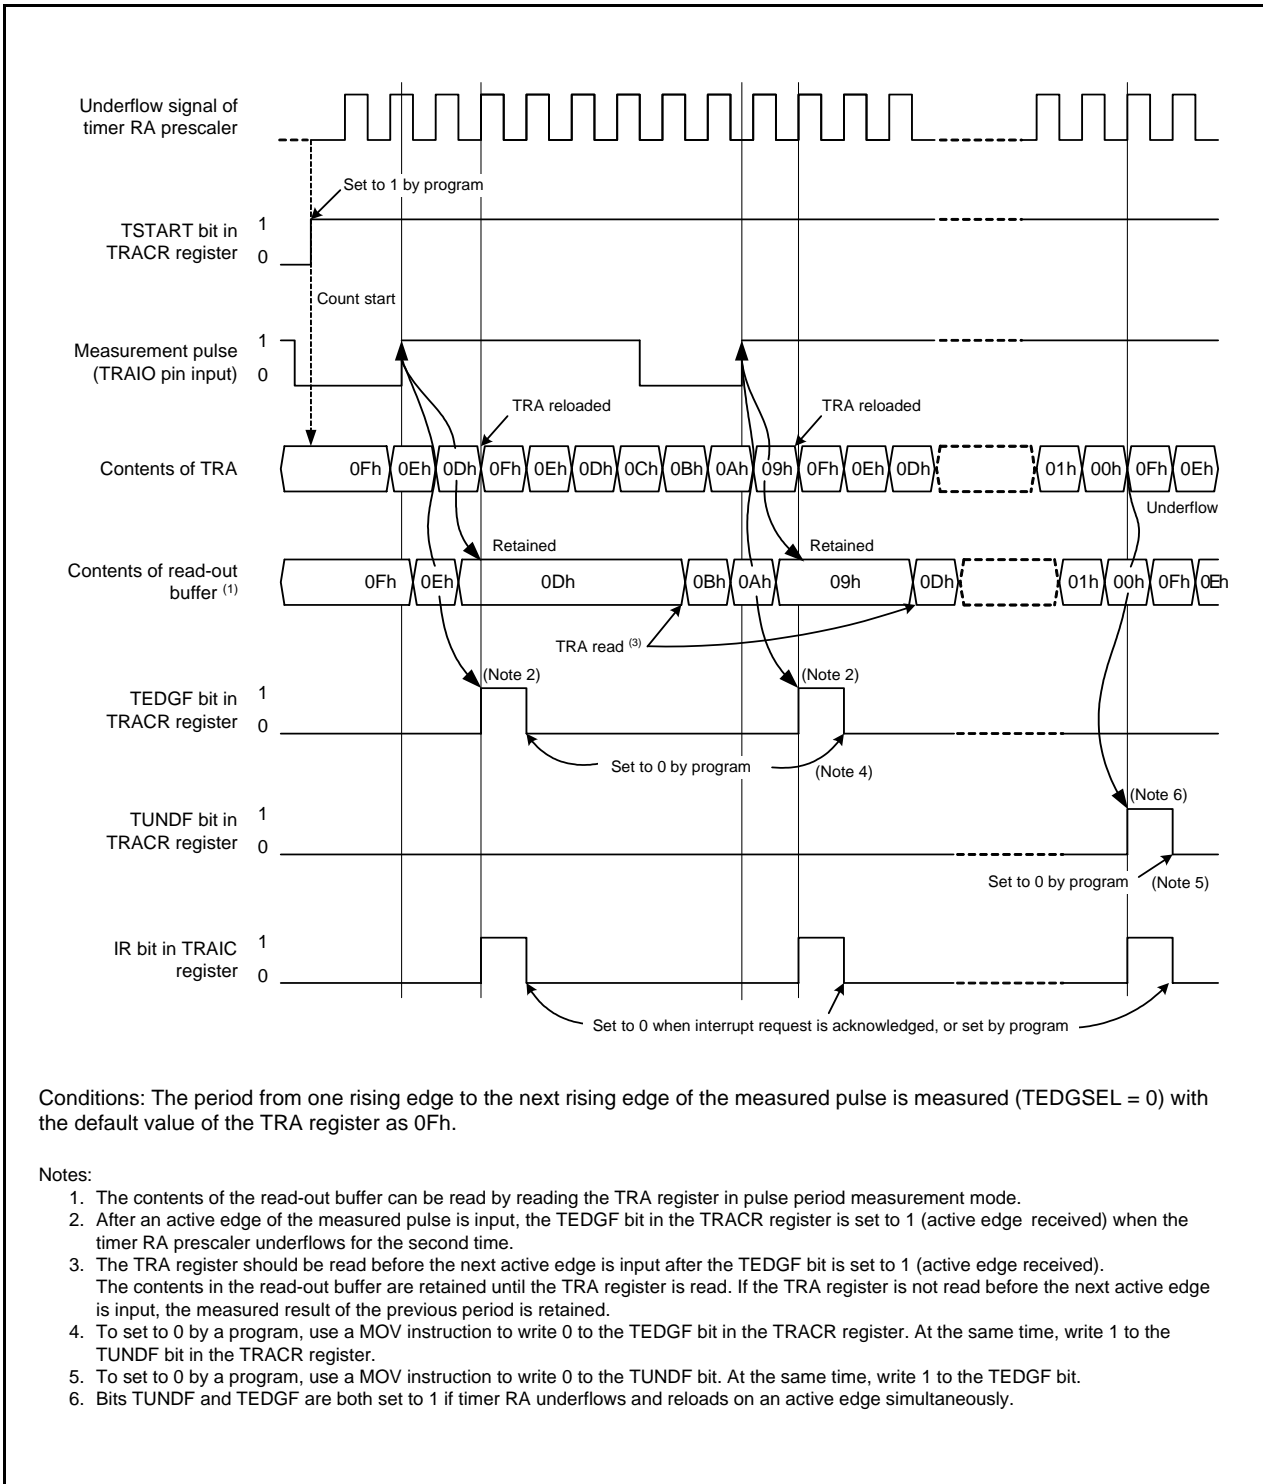 Underflow signal of
timer RA prescaler
Set to 1 by program
TSTART bit in
TRACR register
1
0
Count start
Measurement pulse
(TRAIO pin input)
1
0
TRA reloaded
TRA reloaded
Contents of TRA
0Fh 0Eh 0Dh 0Fh 0Eh 0Dh 0Ch 0Bh 0Ah 09h 0Fh 0Eh 0Dh 01h 00h 0Fh 0Eh
Underflow
Retained
Retained
Contents of read-out
buffer (1)
0Fh 0Eh 0Dh 0Bh 0Ah 09h 0Dh 01h 00h 0Fh 0Eh
TRA read (3)
(Note 2)
(Note 2)
TEDGF bit in
TRACR register
1
0
Set to 0 by program
(Note 4)
(Note 6)
TUNDF bit in
TRACR register
1
0
Set to 0 by program
(Note 5)
IR bit in TRAIC
register
1
0
Set to 0 when interrupt request is acknowledged, or set by program
Conditions: The period from one rising edge to the next rising edge of the measured pulse is measured (TEDGSEL = 0) with
the default value of the TRA register as 0Fh.
Notes:
1. The contents of the read-out buffer can be read by reading the TRA register in pulse period measurement mode.
2. After an active edge of the measured pulse is input, the TEDGF bit in the TRACR register is set to 1 (active edge received) when the
timer RA prescaler underflows for the second time.
3. The TRA register should be read before the next active edge is input after the TEDGF bit is set to 1 (active edge received).
The contents in the read-out buffer are retained until the TRA register is read. If the TRA register is not read before the next active edge
is input, the measured result of the previous period is retained.
4. To set to 0 by a program, use a MOV instruction to write 0 to the TEDGF bit in the TRACR register. At the same time, write 1 to the
TUNDF bit in the TRACR register.
5. To set to 0 by a program, use a MOV instruction to write 0 to the TUNDF bit. At the same time, write 1 to the TEDGF bit.
6. Bits TUNDF and TEDGF are both set to 1 if timer RA underflows and reloads on an active edge simultaneously.